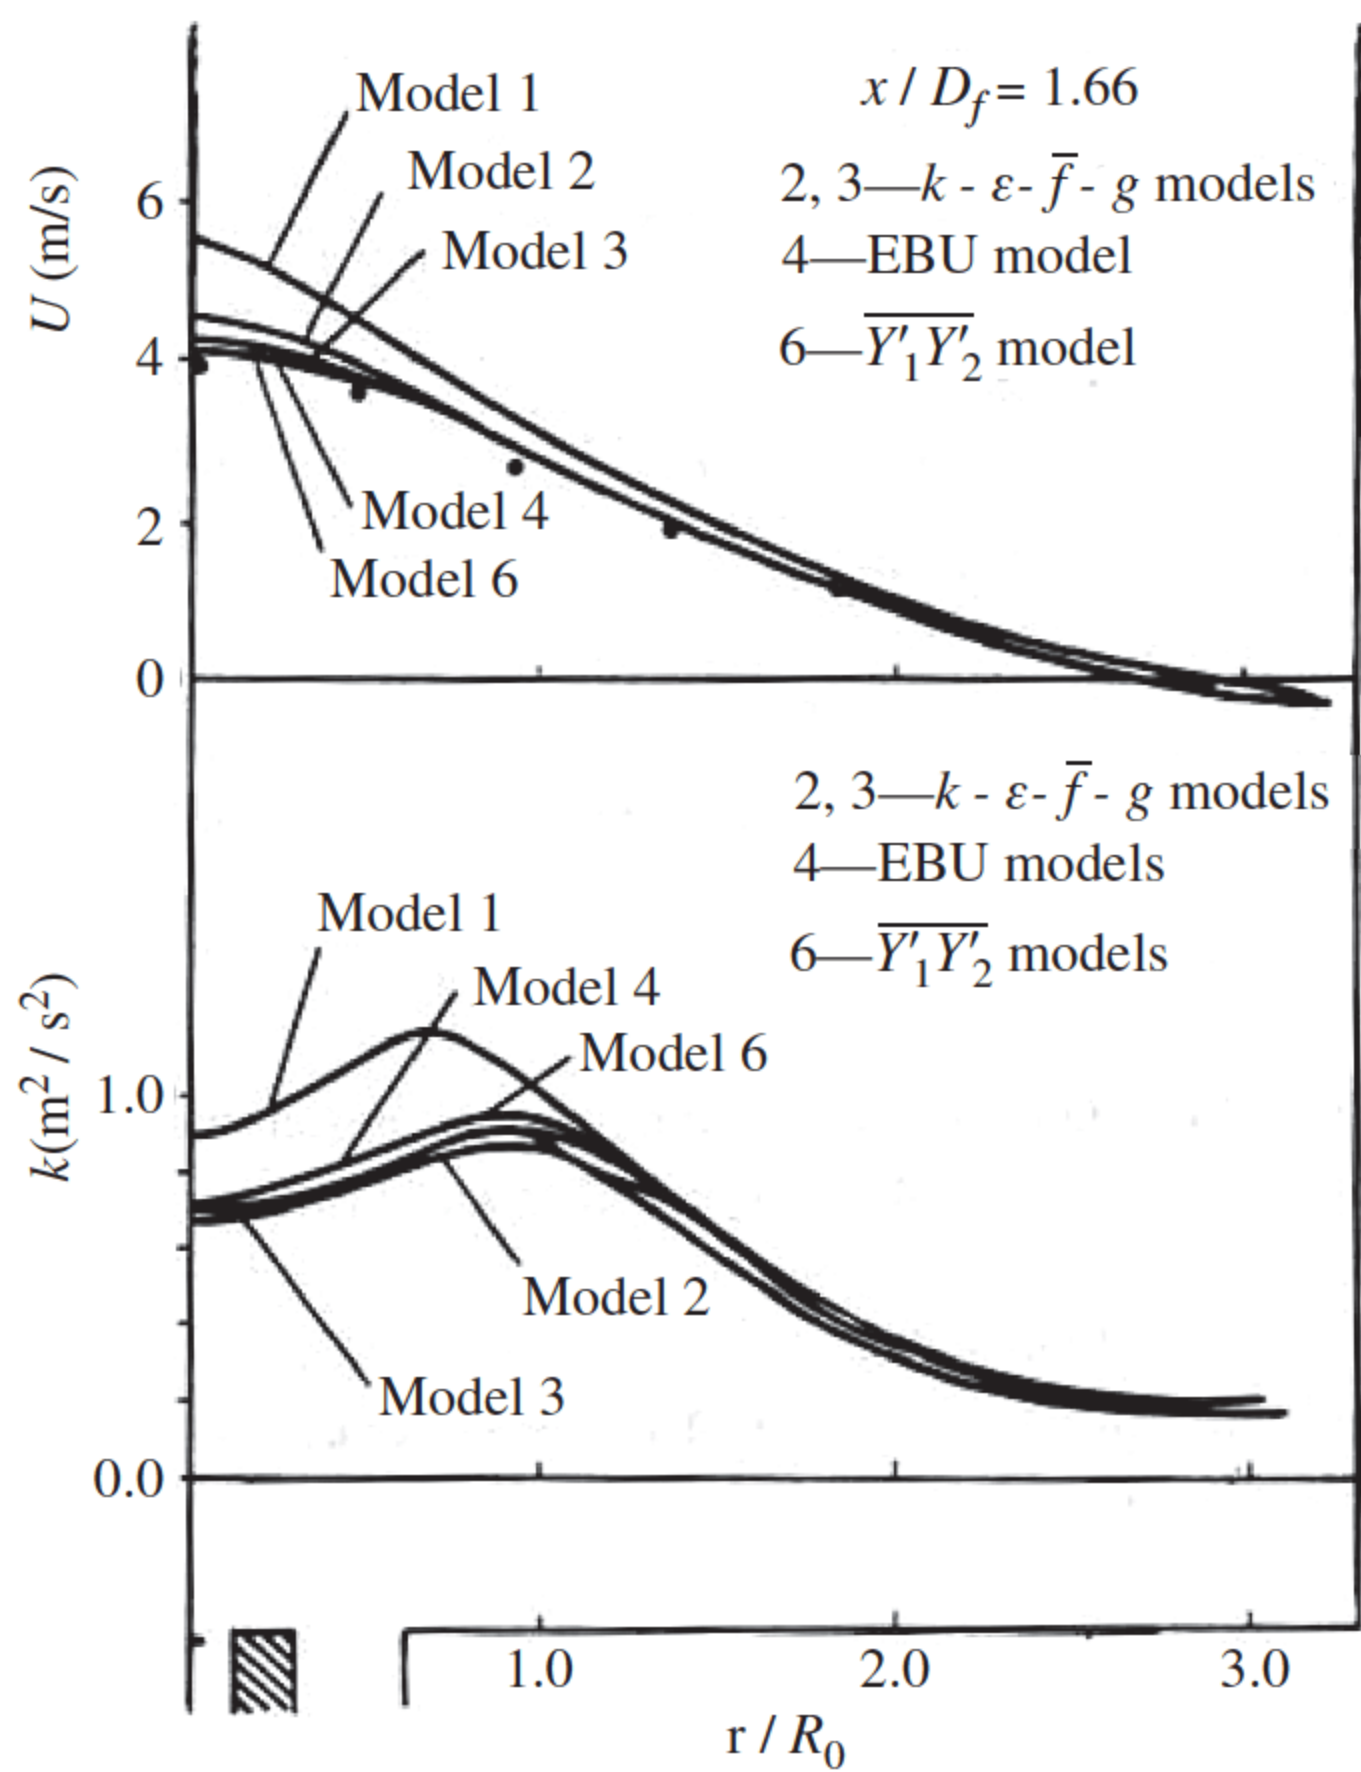 Model 1
x / D_f = 1.66
Model 2
2, 3—k - ε- f̅ - g models
Model 3
4—EBU model
6—\overline{Y′₁Y′₂} model
U (m/s)
6
4
2
0
Model 4
Model 6
2, 3—k - ε- f̅ - g models
4—EBU models
6—\overline{Y′₁Y′₂} models
Model 1
Model 4
Model 6
k(m² / s²)
1.0
Model 2
Model 3
0.0
1.0 2.0 3.0
r / R₀